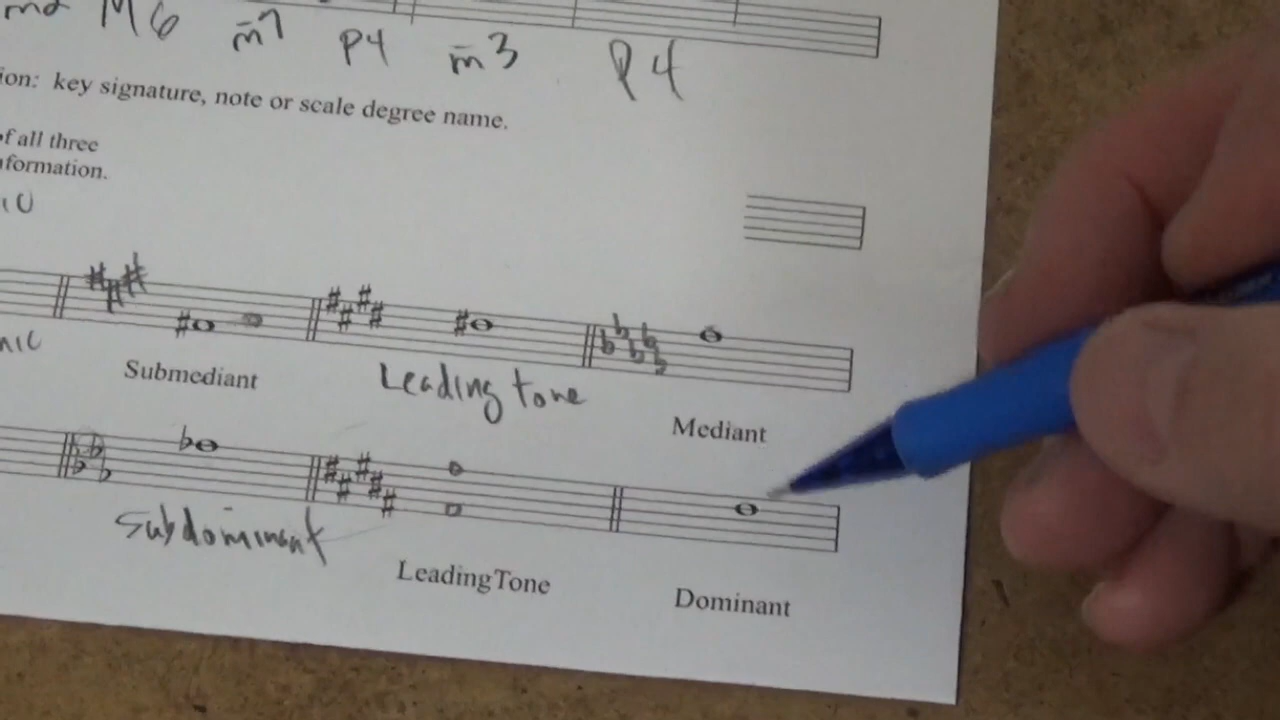 M6 m7 P4 m3 P4
ion: key signature, note or scale degree name.
f all three
formation.
Submediant Leading tone Mediant
Subdominant LeadingTone Dominant